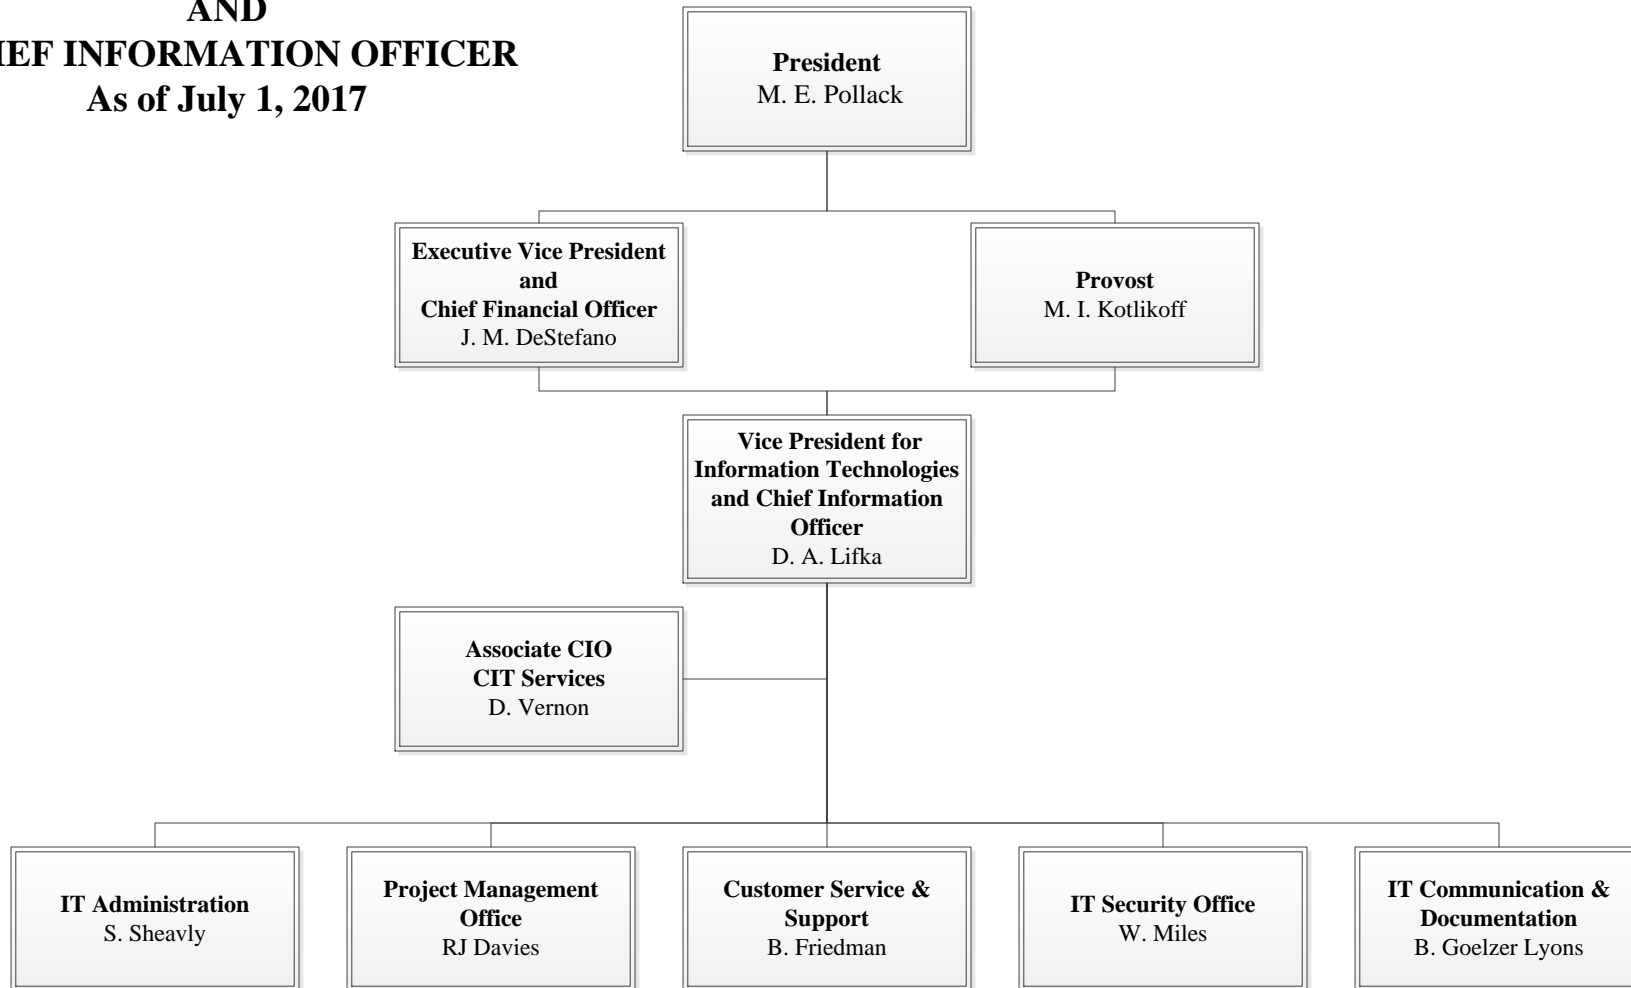 AND
IEF INFORMATION OFFICER
As of July 1, 2017
President
M. E. Pollack
Executive Vice President
and
Chief Financial Officer
J. M. DeStefano
Provost
M. I. Kotlikoff
Vice President for
Information Technologies
and Chief Information
Officer
D. A. Lifka
Associate CIO
CIT Services
D. Vernon
IT Administration
S. Sheavly
Project Management
Office
RJ Davies
Customer Service &
Support
B. Friedman
IT Security Office
W. Miles
IT Communication &
Documentation
B. Goelzer Lyons